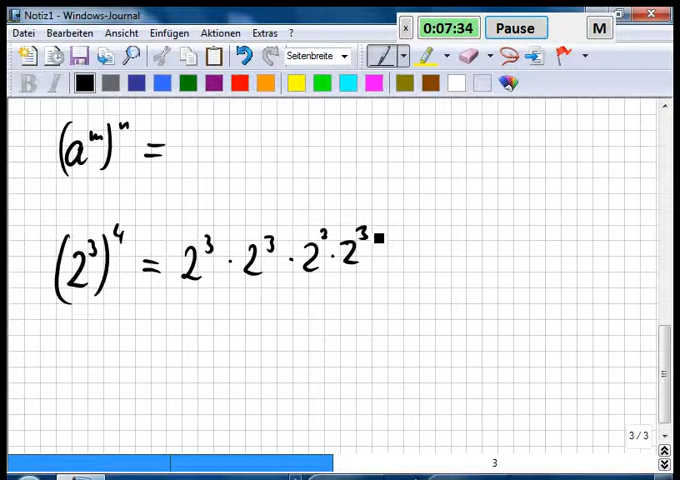 Notiz1 - Windows-Journal
x 0:07:34 Pause M
Datei Bearbeiten Ansicht Einfügen Aktionen Extras ?
Seitenbreite
B I
(a^m)^n =
(2^3)^4 = 2^3 · 2^3 · 2^3 · 2^3
3 / 3
3